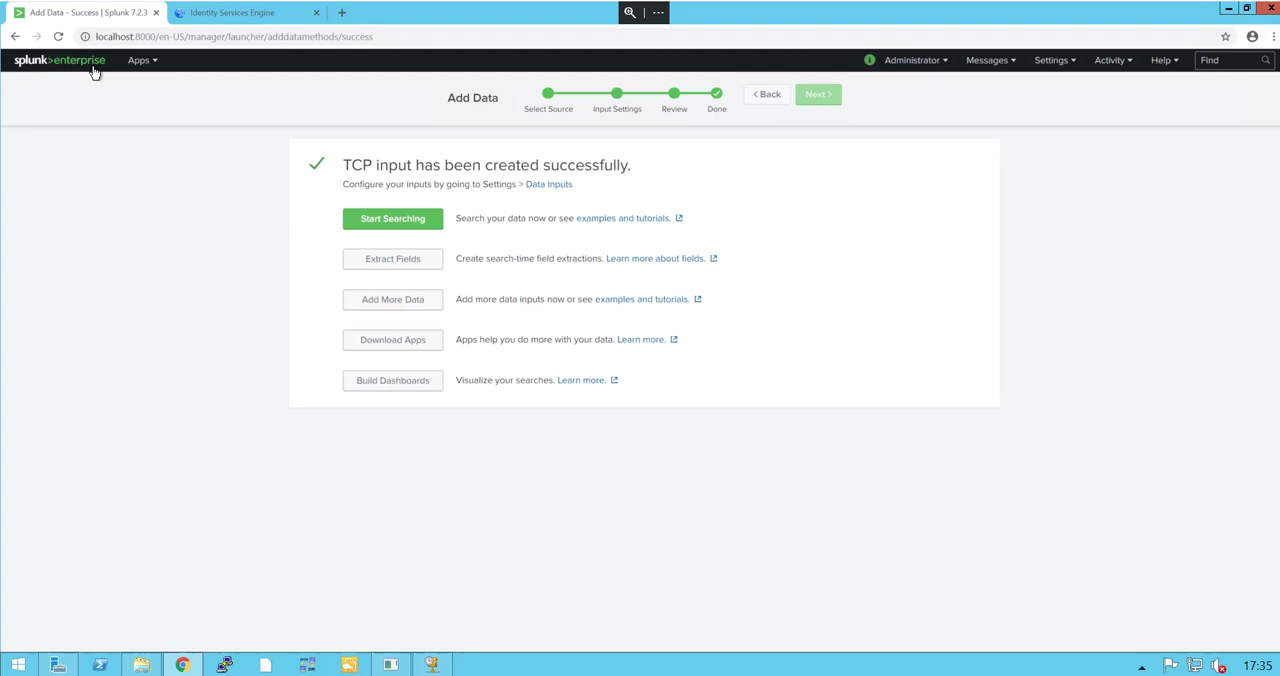 Add Data - Success | Splunk 7.2.3
Identity Services Engine
localhost:8000/en-US/manager/launcher/adddatamethods/success
splunk>enterprise Apps Administrator Messages Settings Activity Help Find
Add Data
Select Source Input Settings Review Done
< Back Next >
TCP input has been created successfully.
Configure your inputs by going to Settings > Data Inputs
Start Searching Search your data now or see examples and tutorials.
Extract Fields Create search-time field extractions. Learn more about fields.
Add More Data Add more data inputs now or see examples and tutorials.
Download Apps Apps help you do more with your data. Learn more.
Build Dashboards Visualize your searches. Learn more.
17:35